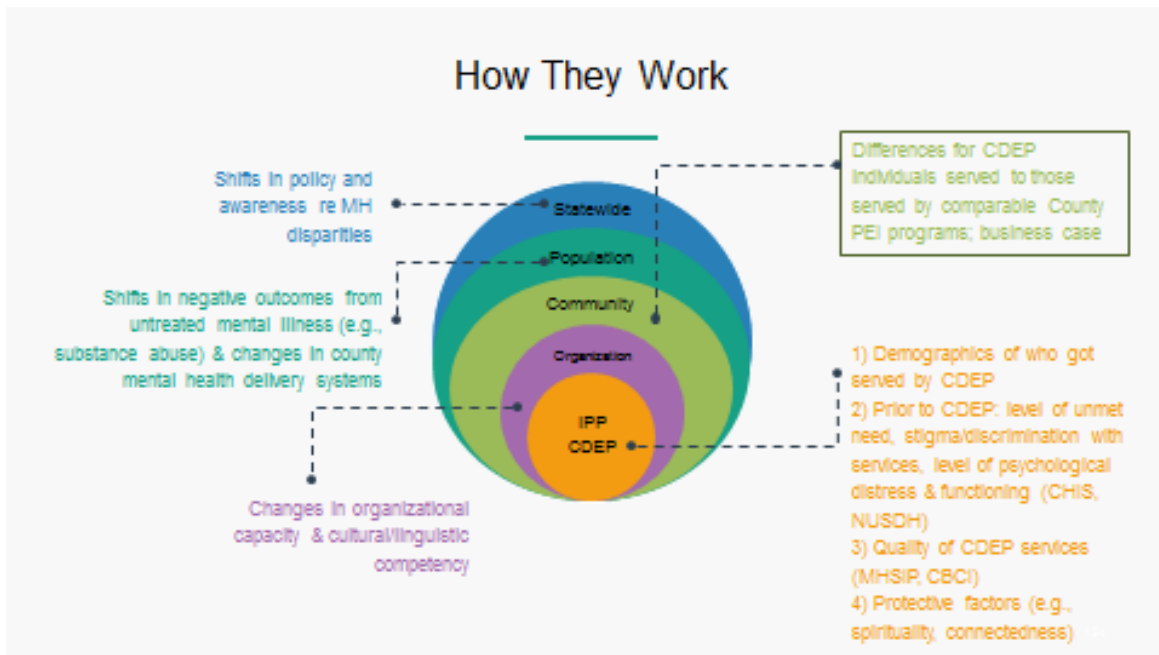 How They Work
Shifts in policy and
awareness re MH
disparities
Shifts in negative outcomes from
untreated mental illness (e.g.,
substance abuse) & changes in county
mental health delivery systems
Changes in organizational
capacity & cultural/linguistic
competency
Statewide
Population
Community
Organization
IPP
CDEP
Differences for CDEP
individuals served to those
served by comparable County
PEI programs; business case
1) Demographics of who got
served by CDEP
2) Prior to CDEP: level of unmet
need, stigma/discrimination with
services, level of psychological
distress & functioning (CHIS,
NUSDH)
3) Quality of CDEP services
(MHSIP, CBCI)
4) Protective factors (e.g.,
spirituality, connectedness)